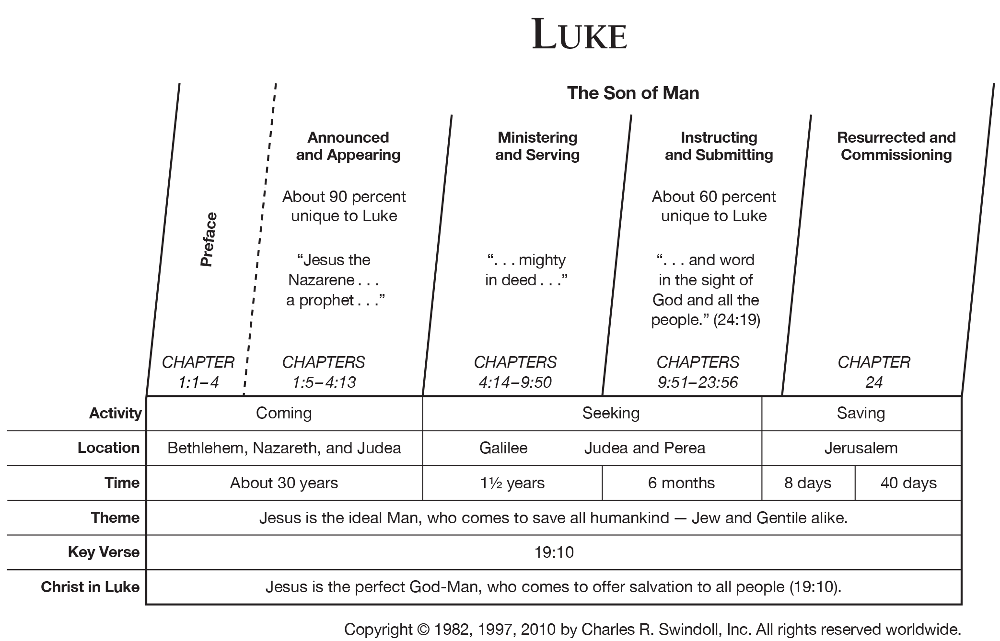 LUKE
The Son of Man
Preface
CHAPTER
1:1–4
Announced
and Appearing
About 90 percent
unique to Luke
“Jesus the
Nazarene . . .
a prophet . . .”
CHAPTERS
1:5–4:13
Ministering
and Serving
“. . . mighty
in deed . . .”
CHAPTERS
4:14–9:50
Instructing
and Submitting
About 60 percent
unique to Luke
“. . . and word
in the sight of
God and all the
people.” (24:19)
CHAPTERS
9:51–23:56
Resurrected and
Commissioning
CHAPTER
24
Activity Coming Seeking Saving
Location Bethlehem, Nazareth, and Judea Galilee Judea and Perea Jerusalem
Time About 30 years 1½ years 6 months 8 days 40 days
Theme Jesus is the ideal Man, who comes to save all humankind — Jew and Gentile alike.
Key Verse 19:10
Christ in Luke Jesus is the perfect God-Man, who comes to offer salvation to all people (19:10).
Copyright © 1982, 1997, 2010 by Charles R. Swindoll, Inc. All rights reserved worldwide.